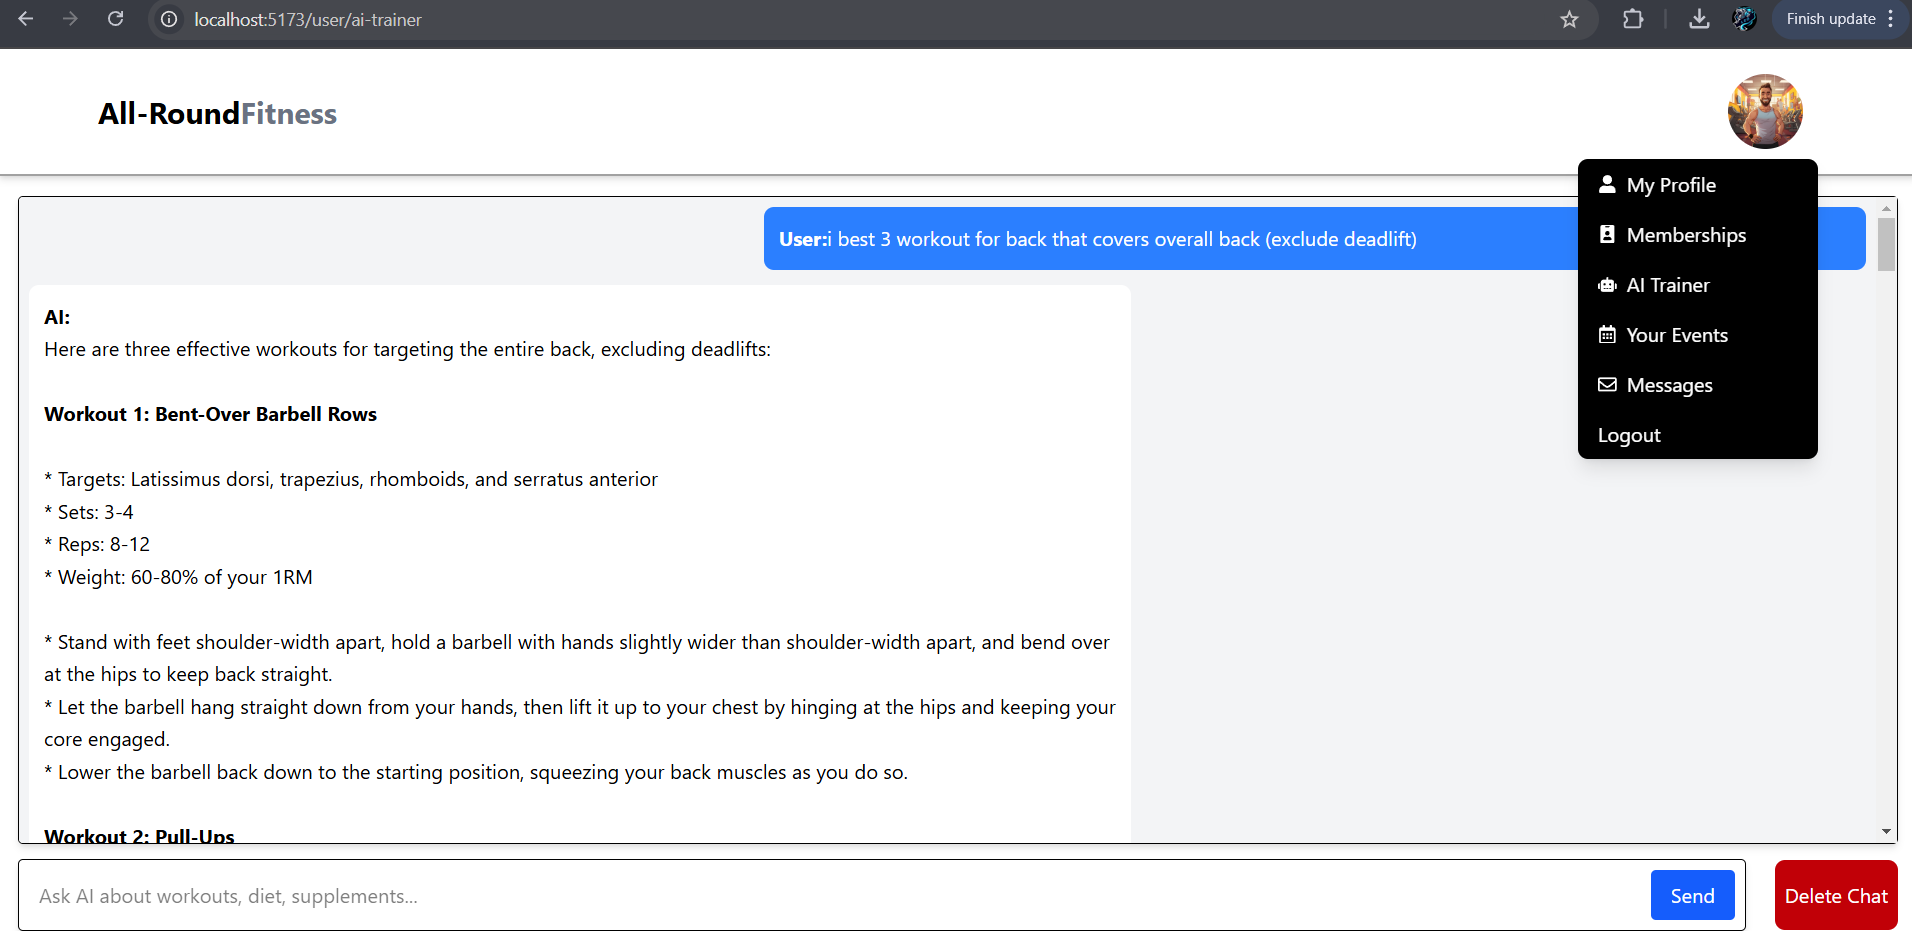 localhost:5173/user/ai-trainer
Finish update
All-RoundFitness
My Profile
Memberships
AI Trainer
Your Events
Messages
Logout
User:i best 3 workout for back that covers overall back (exclude deadlift)
AI:
Here are three effective workouts for targeting the entire back, excluding deadlifts:
Workout 1: Bent-Over Barbell Rows
* Targets: Latissimus dorsi, trapezius, rhomboids, and serratus anterior
* Sets: 3-4
* Reps: 8-12
* Weight: 60-80% of your 1RM
* Stand with feet shoulder-width apart, hold a barbell with hands slightly wider than shoulder-width apart, and bend over
at the hips to keep back straight.
* Let the barbell hang straight down from your hands, then lift it up to your chest by hinging at the hips and keeping your
core engaged.
* Lower the barbell back down to the starting position, squeezing your back muscles as you do so.
Workout 2: Pull-Ups
Ask AI about workouts, diet, supplements...
Send
Delete Chat